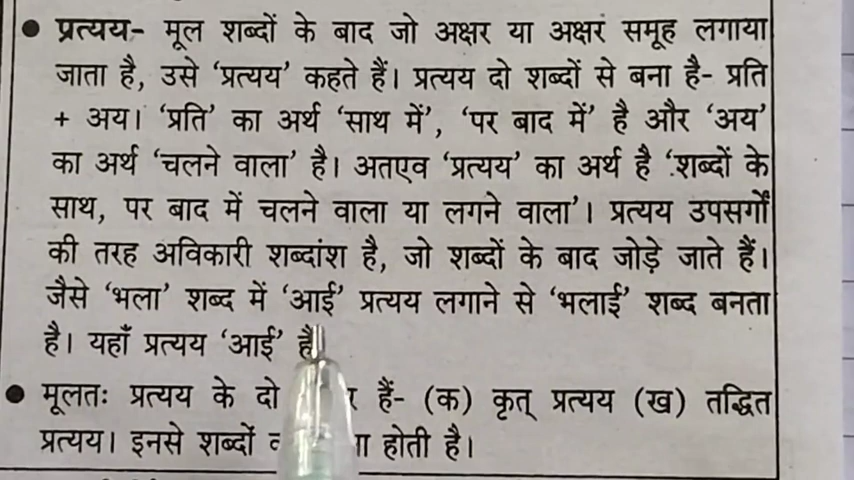 ● प्रत्यय- मूल शब्दों के बाद जो अक्षर या अक्षर समूह लगाया
जाता है, उसे ‘प्रत्यय’ कहते हैं। प्रत्यय दो शब्दों से बना है- प्रति
+ अय। ‘प्रति’ का अर्थ ‘साथ में’, ‘पर बाद में’ है और ‘अय’
का अर्थ ‘चलने वाला’ है। अतएव ‘प्रत्यय’ का अर्थ है ‘शब्दों के
साथ, पर बाद में चलने वाला या लगने वाला’। प्रत्यय उपसर्गों
की तरह अविकारी शब्दांश है, जो शब्दों के बाद जोड़े जाते हैं।
जैसे ‘भला’ शब्द में ‘आई’ प्रत्यय लगाने से ‘भलाई’ शब्द बनता
है। यहाँ प्रत्यय ‘आई’ है
● मूलतः प्रत्यय के दो हैं- (क) कृत् प्रत्यय (ख) तद्धित
प्रत्यय। इनसे शब्दों होती है।